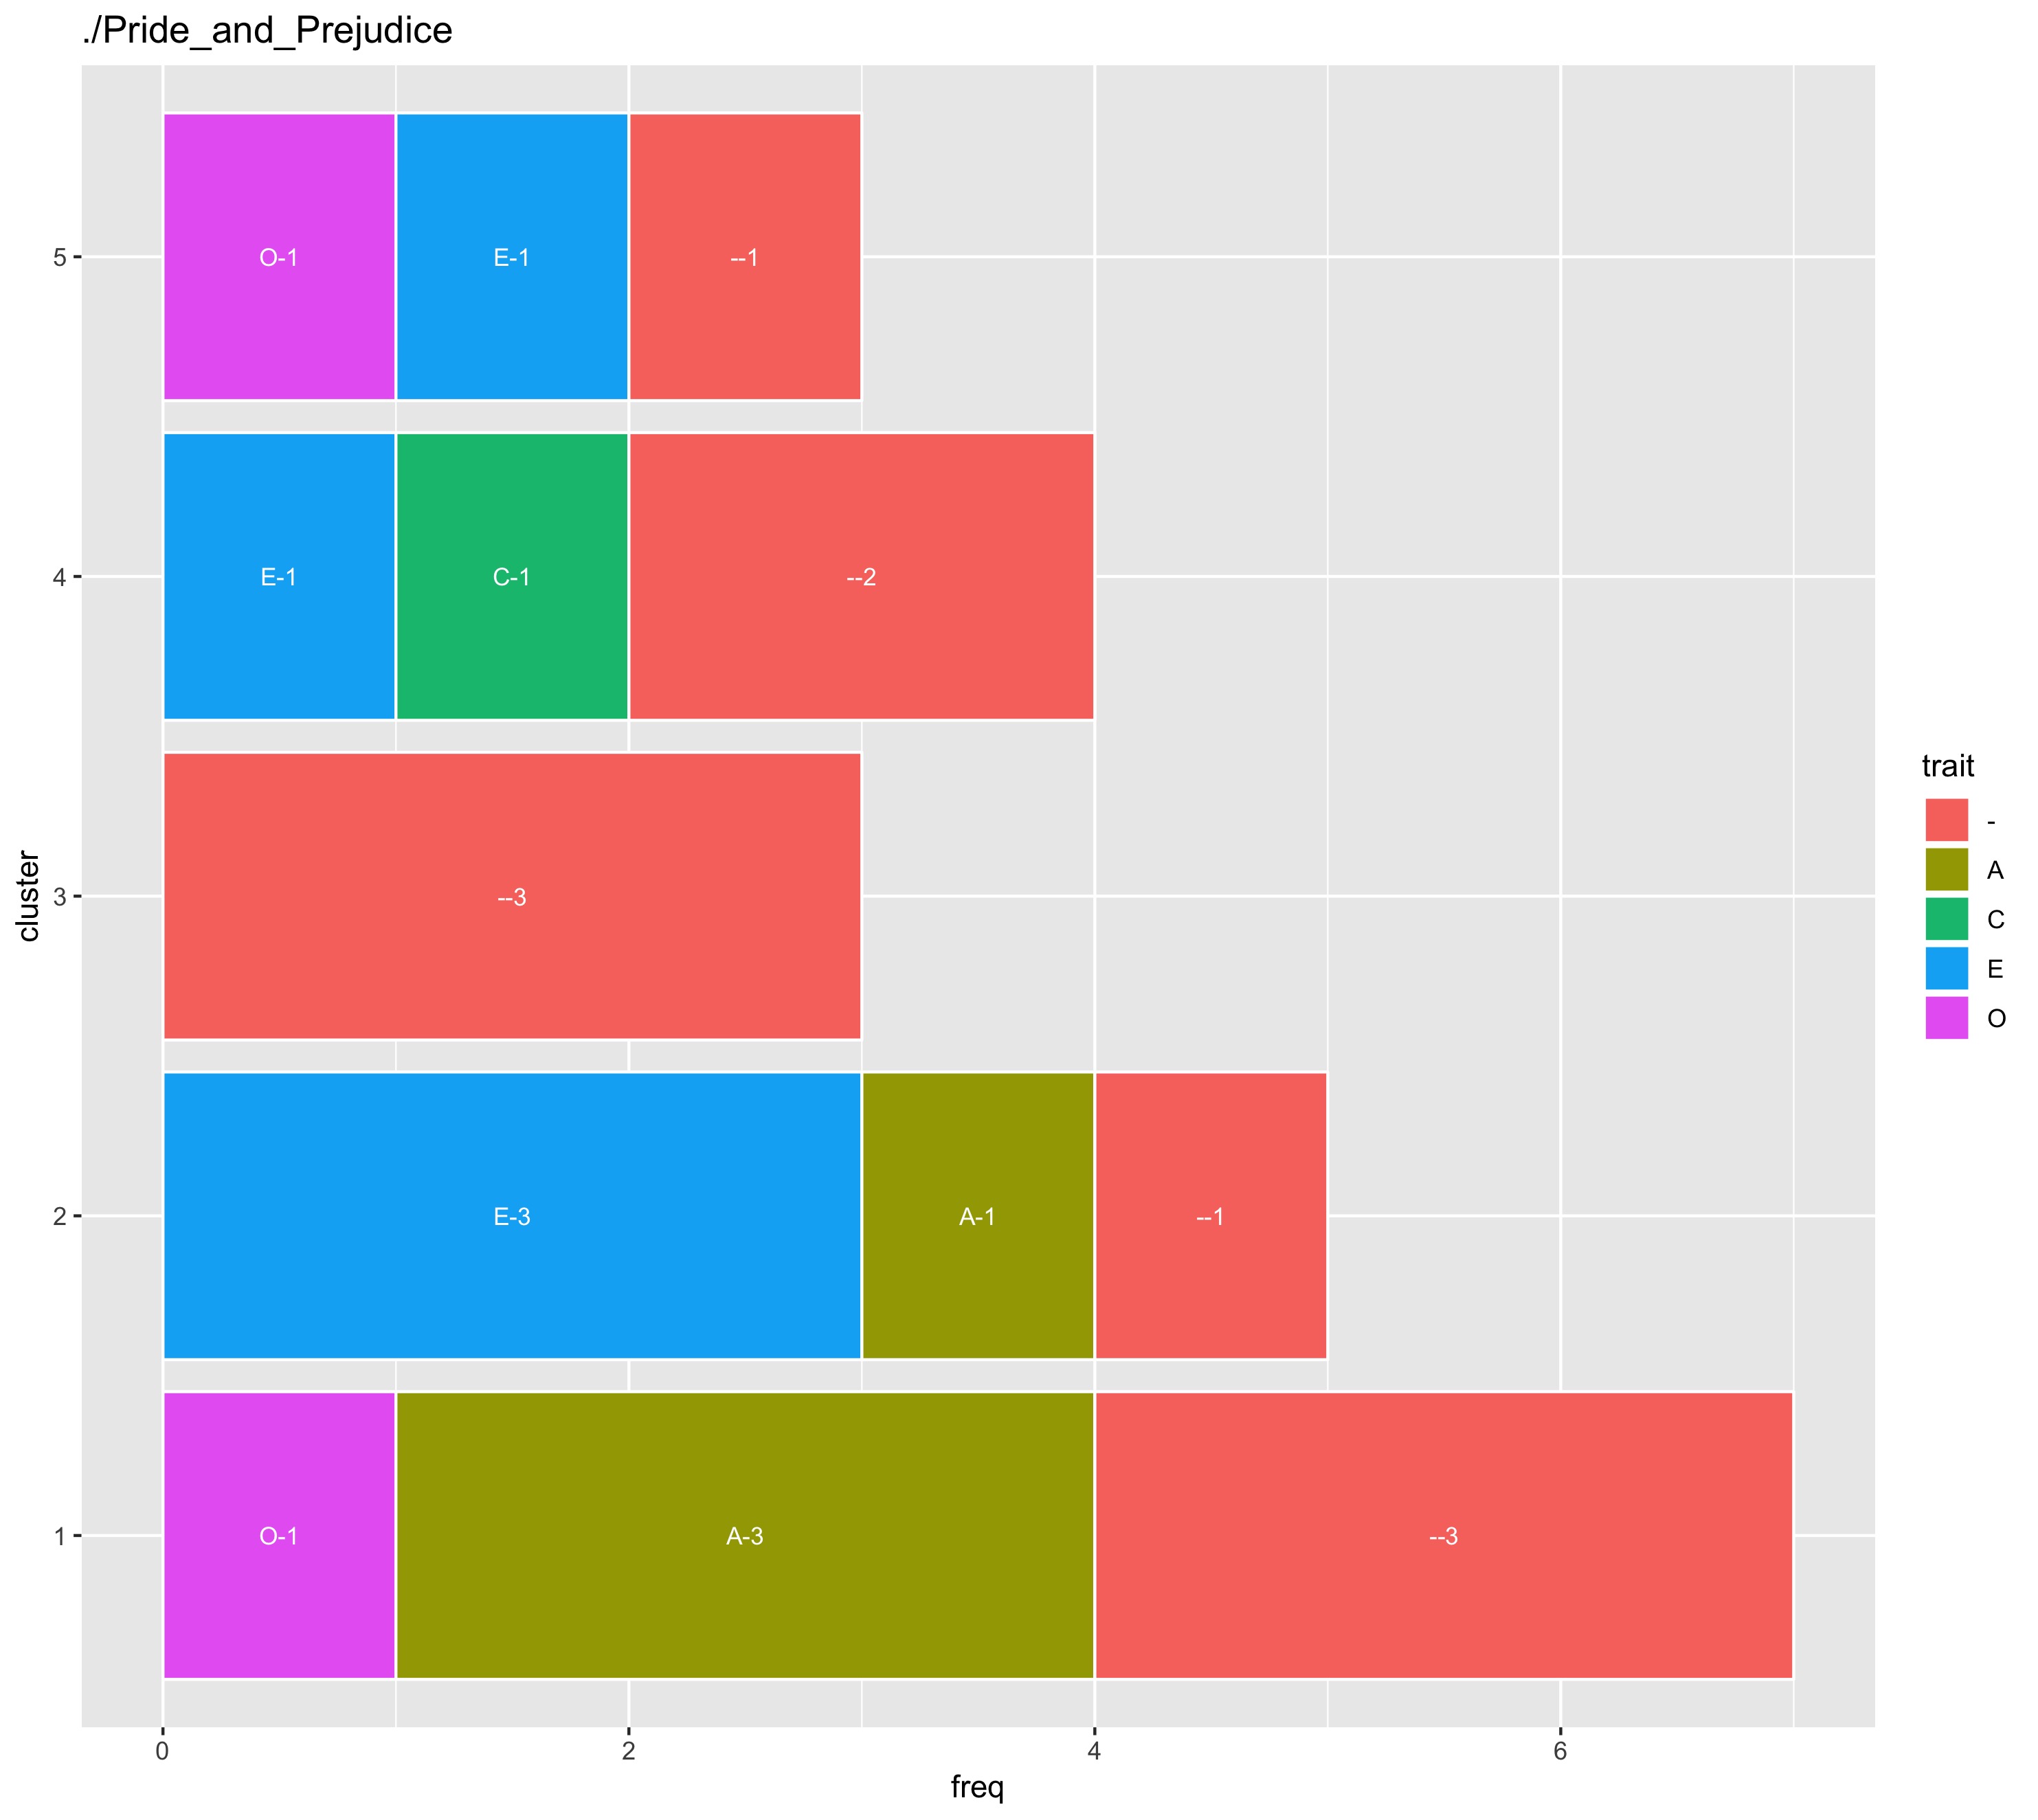 ./Pride_and_Prejudice
5
O-1
E-1
--1
4
E-1
C-1
--2
3
--3
2
E-3
A-1
--1
1
O-1
A-3
--3
0
2
4
6
freq
cluster
trait
-
A
C
E
O